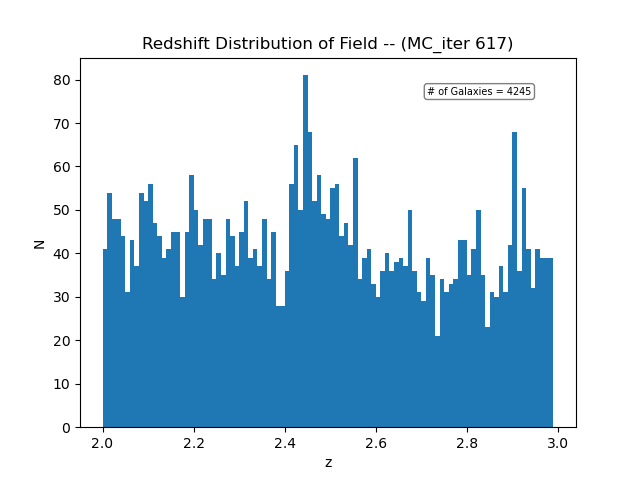 Redshift Distribution of Field -- (MC_iter 617)
# of Galaxies = 4245
80
70
60
50
40
30
20
10
0
N
2.0 2.2 2.4 2.6 2.8 3.0
z